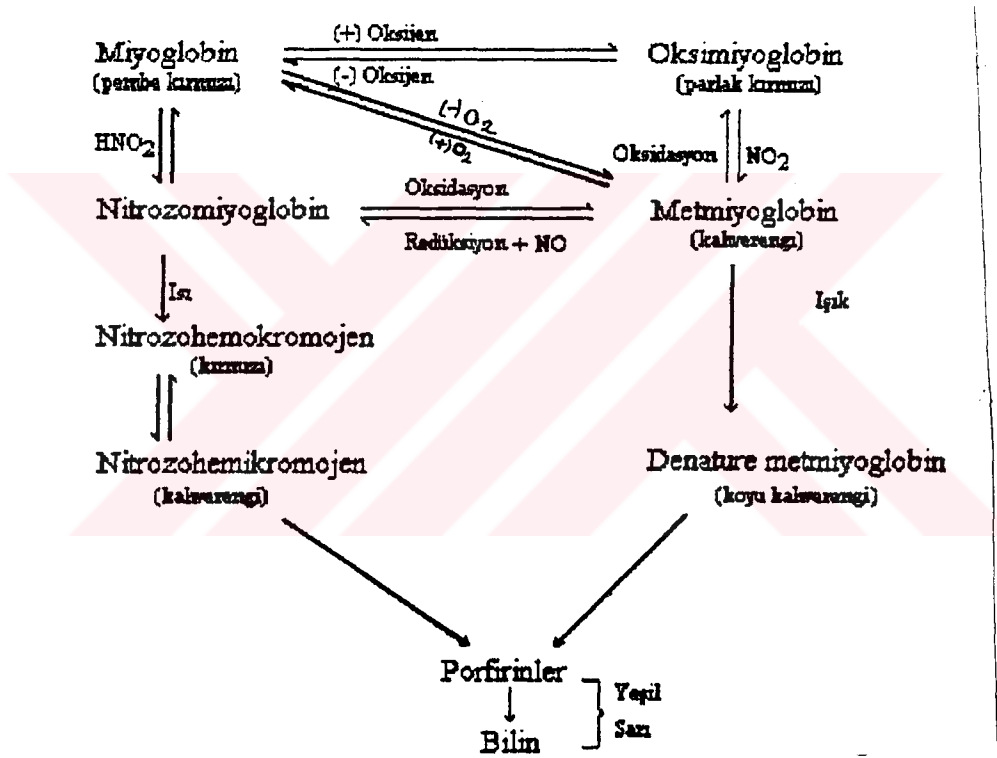 Miyoglobin
(pembe kırmızı)
(+) Oksijen
(-) Oksijen
Oksimiyoglobin
(parlak kırmızı)
(-) O2
(+) O2
HNO2
Oksidasyon
NO2
Nitrozomiyoglobin
Oksidasyon
Redüksiyon + NO
Metmiyoglobin
(kahverengi)
Isı
Işık
Nitrozohemokromojen
(kırmızı)
Nitrozohemikromojen
(kahverengi)
Denature metmiyoglobin
(koyu kahverengi)
Porfirinler
Yeşil
Sarı
Bilin